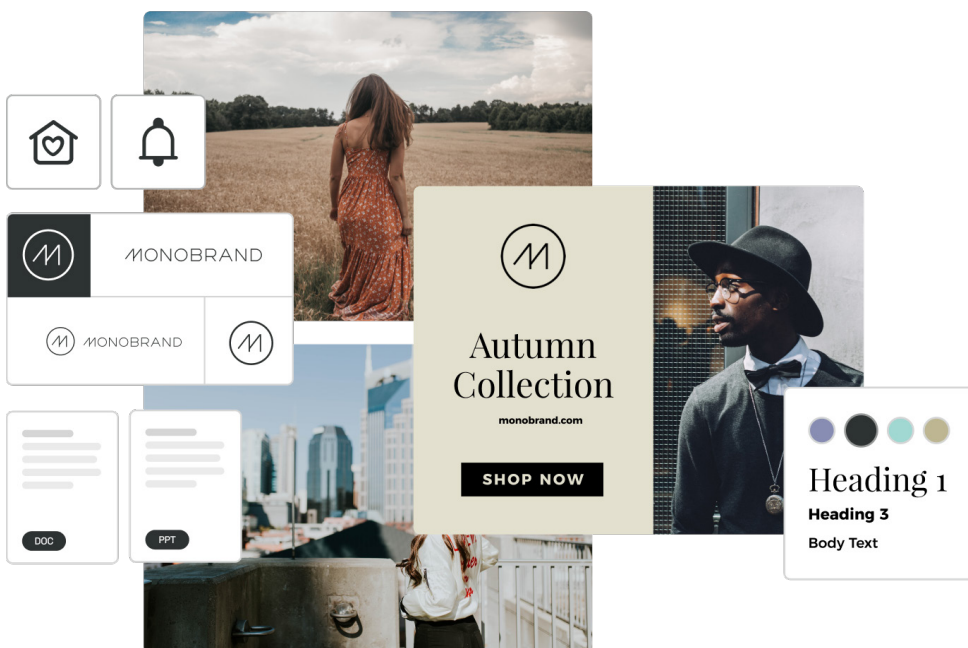 MONOBRAND
MONOBRAND
Autumn
Collection
monobrand.com
SHOP NOW
DOC
PPT
Heading 1
Heading 3
Body Text